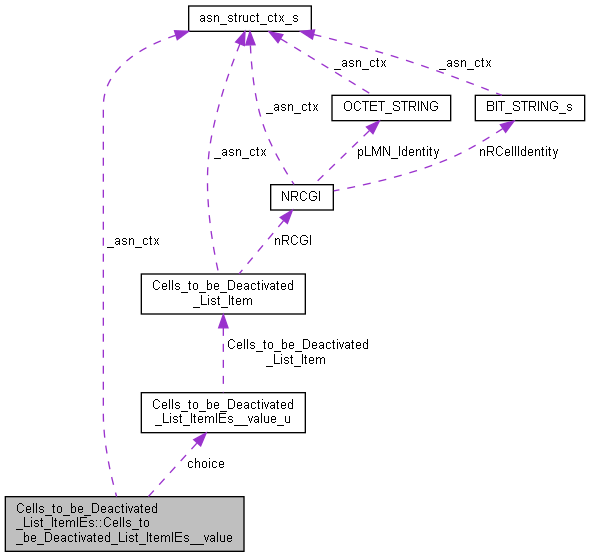 asn_struct_ctx_s
_asn_ctx
_asn_ctx
OCTET_STRING
BIT_STRING_s
_asn_ctx
_asn_ctx
pLMN_Identity
nRCellIdentity
NRCGI
_asn_ctx
nRCGI
Cells_to_be_Deactivated
_List_Item
Cells_to_be_Deactivated
_List_Item
Cells_to_be_Deactivated
_List_ItemIEs__value_u
choice
Cells_to_be_Deactivated
_List_ItemIEs::Cells_to
_be_Deactivated_List_ItemIEs__value